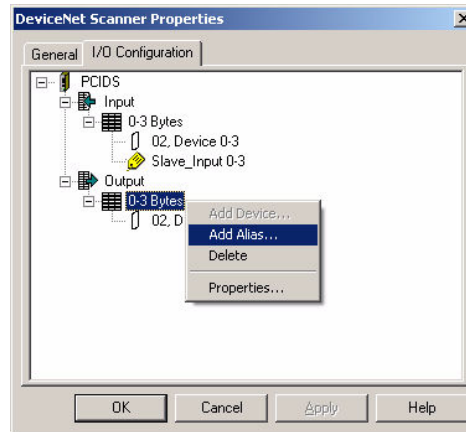 DeviceNet Scanner Properties
General I/O Configuration
PCIDS
Input
0-3 Bytes
02, Device 0-3
Slave_Input 0-3
Output
0-3 Bytes
02, D
Add Device...
Add Alias...
Delete
Properties...
OK Cancel Apply Help